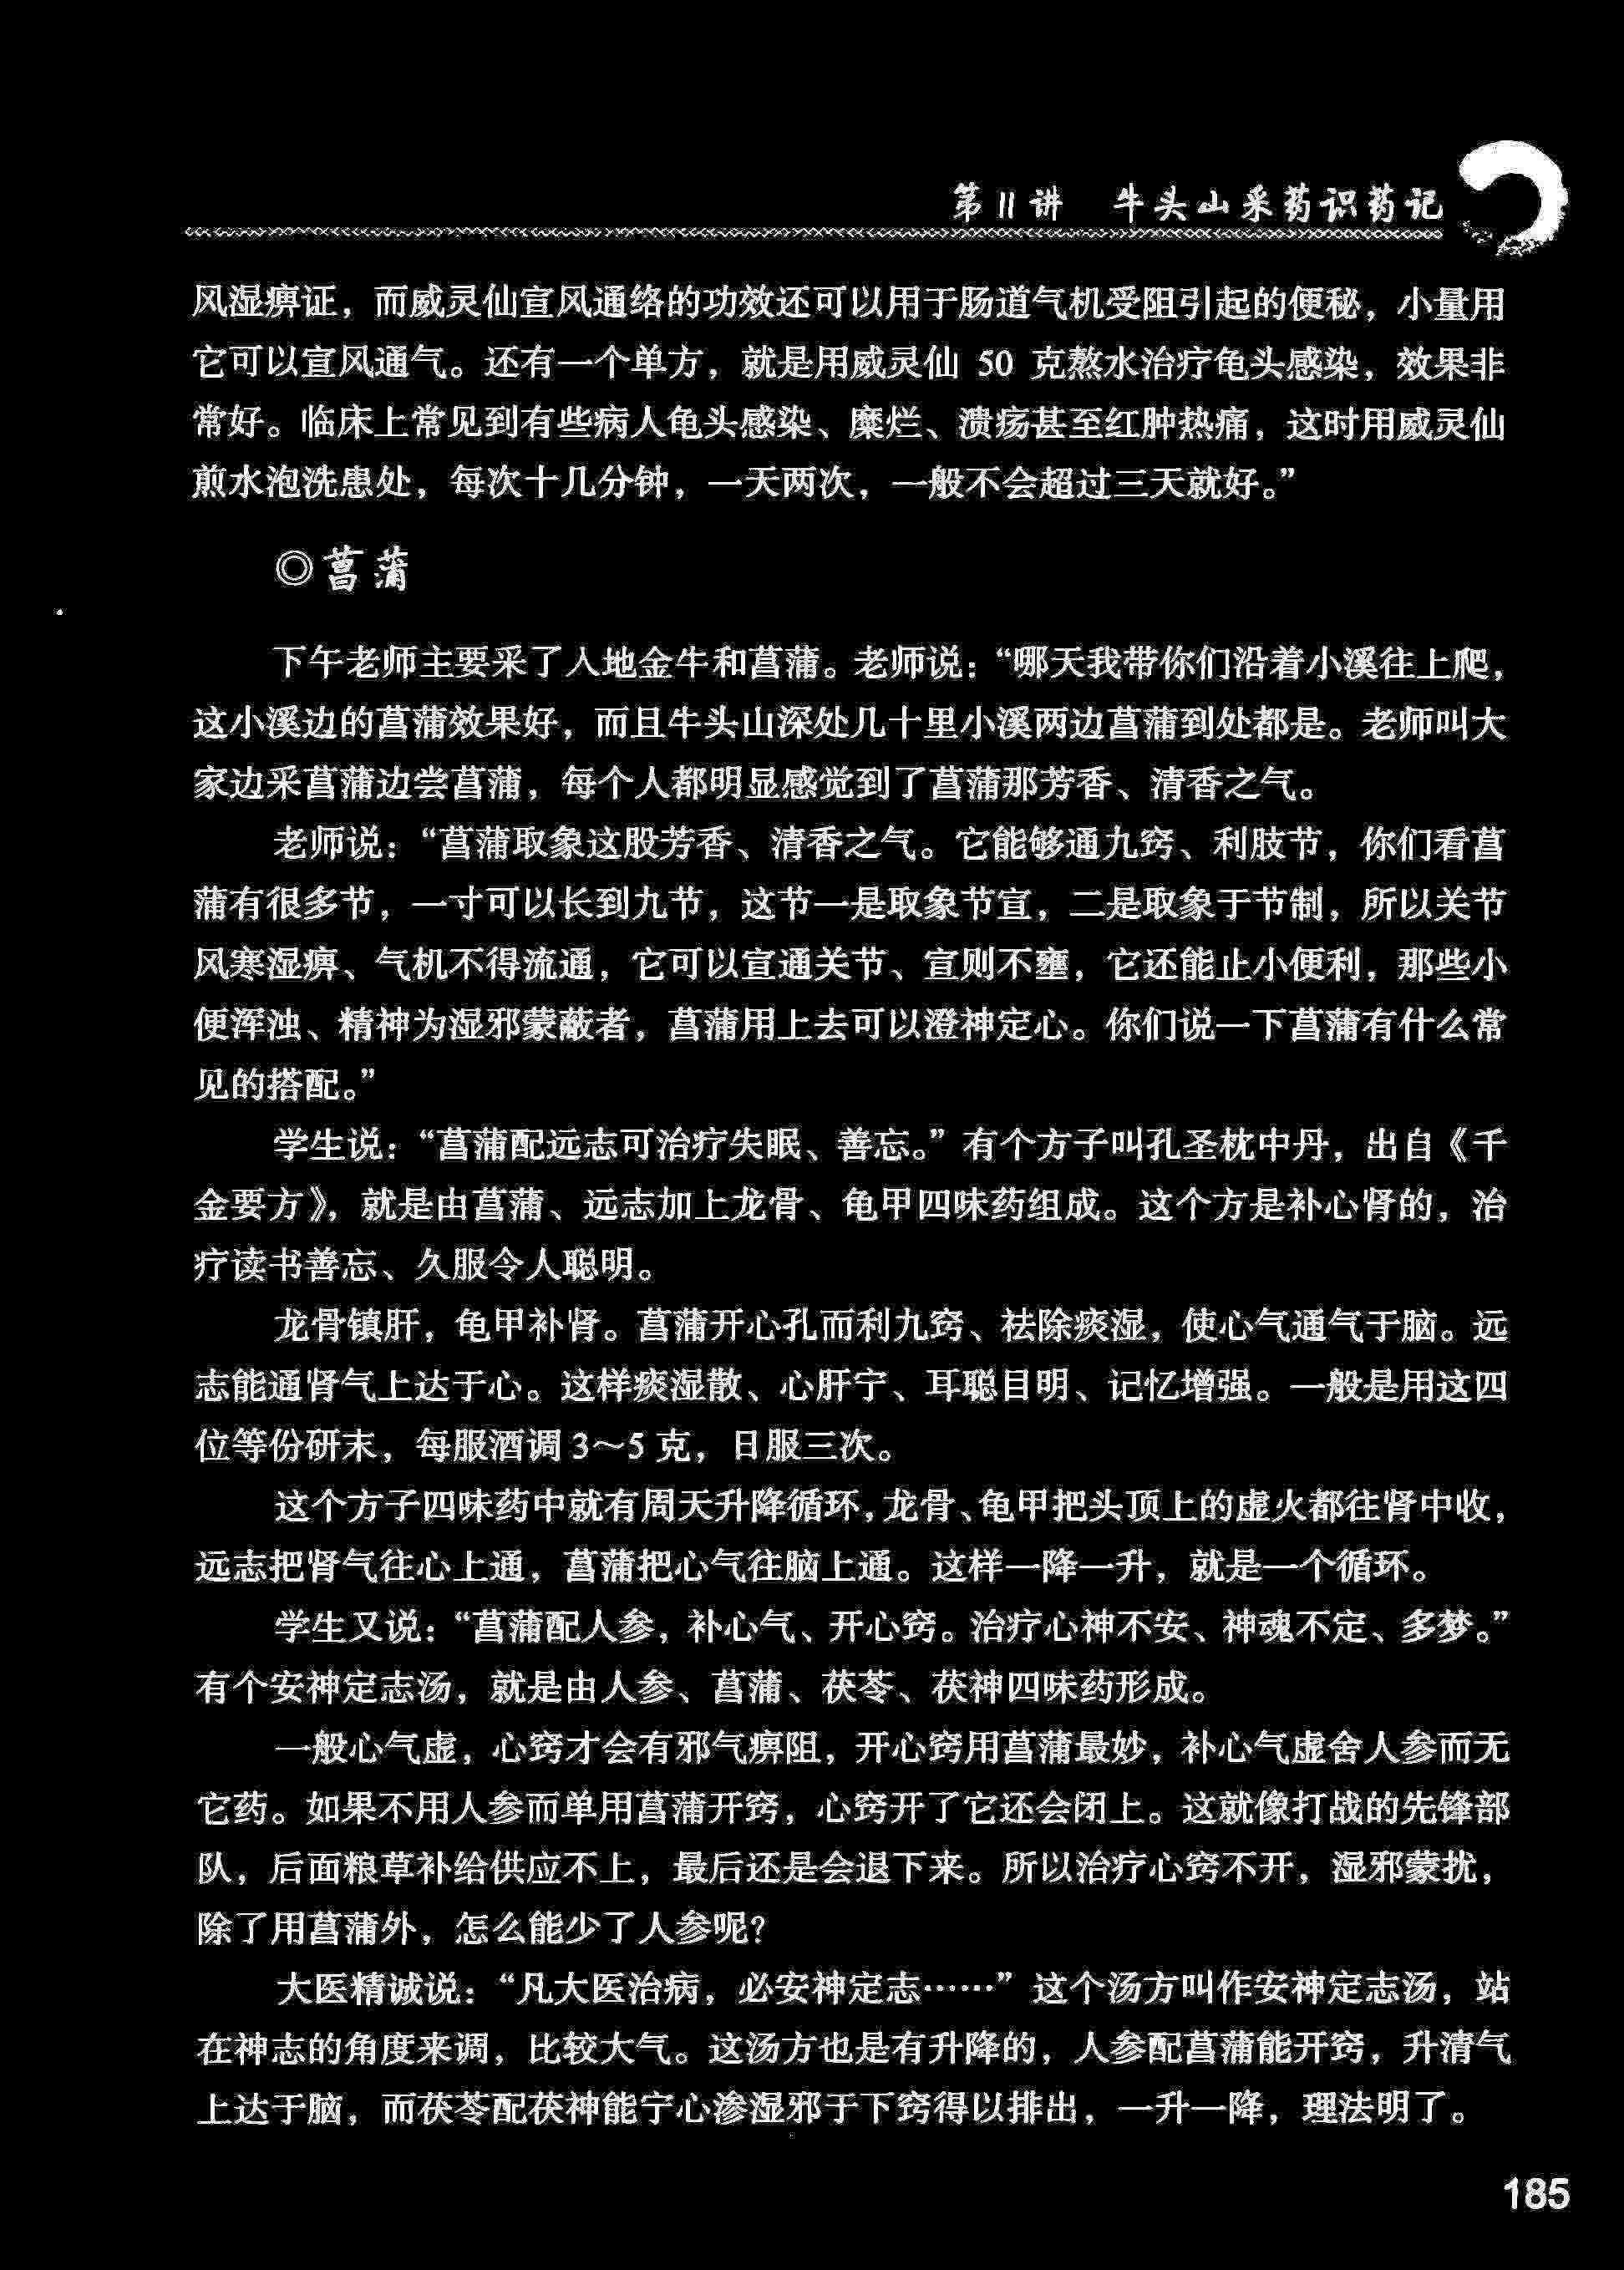 第11讲 牛头山采药识药记
风湿痹证，而威灵仙宣风通络的功效还可以用于肠道气机受阻引起的便秘，小量用
它可以宣风通气。还有一个单方，就是用威灵仙 50 克熬水治疗龟头感染，效果非
常好。临床上常见到有些病人龟头感染、糜烂、溃疡甚至红肿热痛，这时用威灵仙
煎水泡洗患处，每次十几分钟，一天两次，一般不会超过三天就好。”
◎菖蒲
下午老师主要采了入地金牛和菖蒲。老师说：“哪天我带你们沿着小溪往上爬，
这小溪边的菖蒲效果好，而且牛头山深处几十里小溪两边菖蒲到处都是。老师叫大
家边采菖蒲边尝菖蒲，每个人都明显感觉到了菖蒲那芳香、清香之气。
老师说：“菖蒲取象这股芳香、清香之气。它能够通九窍、利肢节，你们看菖
蒲有很多节，一寸可以长到九节，这节一是取象节宣，二是取象于节制，所以关节
风寒湿痹、气机不得流通，它可以宣通关节、宣则不壅，它还能止小便利，那些小
便浑浊、精神为湿邪蒙蔽者，菖蒲用上去可以澄神定心。你们说一下菖蒲有什么常
见的搭配。”
学生说：“菖蒲配远志可治疗失眠、善忘。”有个方子叫孔圣枕中丹，出自《千
金要方》，就是由菖蒲、远志加上龙骨、龟甲四味药组成。这个方是补心肾的，治
疗读书善忘、久服令人聪明。
龙骨镇肝，龟甲补肾。菖蒲开心孔而利九窍、祛除痰湿，使心气通气于脑。远
志能通肾气上达于心。这样痰湿散、心肝宁、耳聪目明、记忆增强。一般是用这四
位等份研末，每服酒调 3～5 克，日服三次。
这个方子四味药中就有周天升降循环，龙骨、龟甲把头顶上的虚火都往肾中收，
远志把肾气往心上通，菖蒲把心气往脑上通。这样一降一升，就是一个循环。
学生又说：“菖蒲配人参，补心气、开心窍。治疗心神不安、神魂不定、多梦。”
有个安神定志汤，就是由人参、菖蒲、茯苓、茯神四味药形成。
一般心气虚，心窍才会有邪气痹阻，开心窍用菖蒲最妙，补心气虚舍人参而无
它药。如果不用人参而单用菖蒲开窍，心窍开了它还会闭上。这就像打战的先锋部
队，后面粮草补给供应不上，最后还是会退下来。所以治疗心窍不开，湿邪蒙扰，
除了用菖蒲外，怎么能少了人参呢？
大医精诚说：“凡大医治病，必安神定志……”这个汤方叫作安神定志汤，站
在神志的角度来调，比较大气。这汤方也是有升降的，人参配菖蒲能开窍，升清气
上达于脑，而茯苓配茯神能宁心渗湿邪于下窍得以排出，一升一降，理法明了。
185